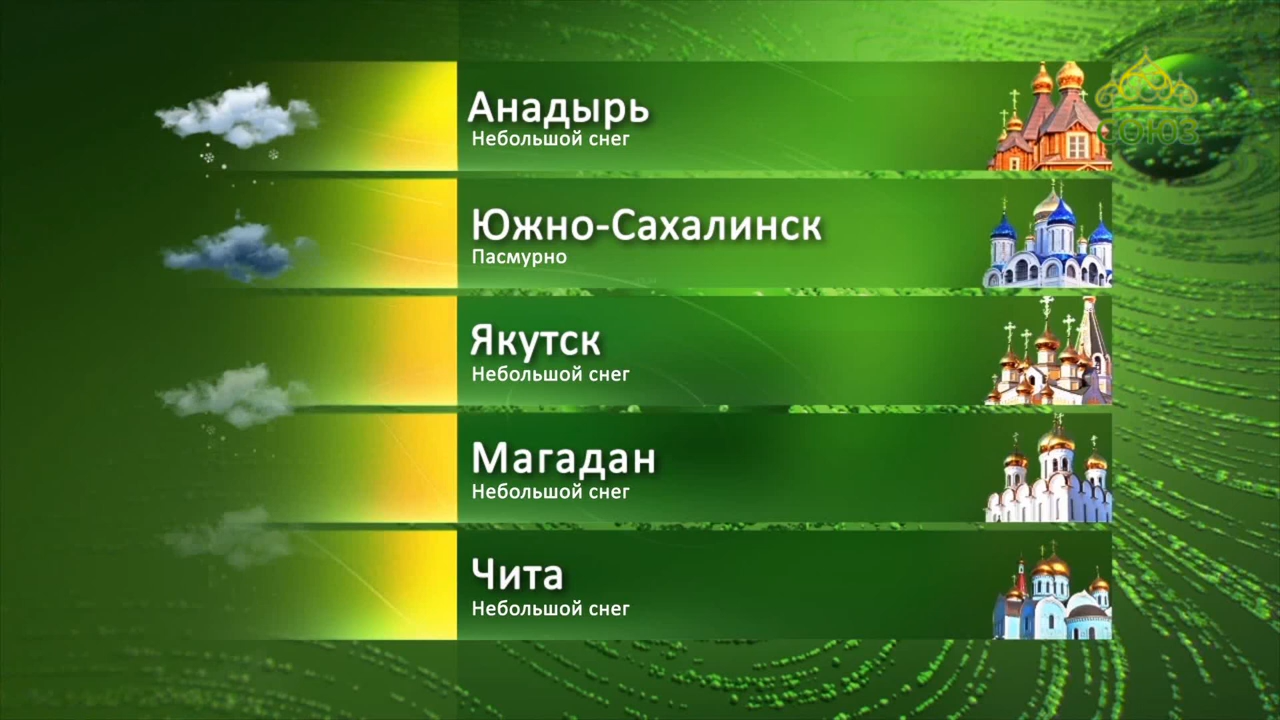 СОЮЗ
Анадырь
Небольшой снег
Южно-Сахалинск
Пасмурно
Якутск
Небольшой снег
Магадан
Небольшой снег
Чита
Небольшой снег